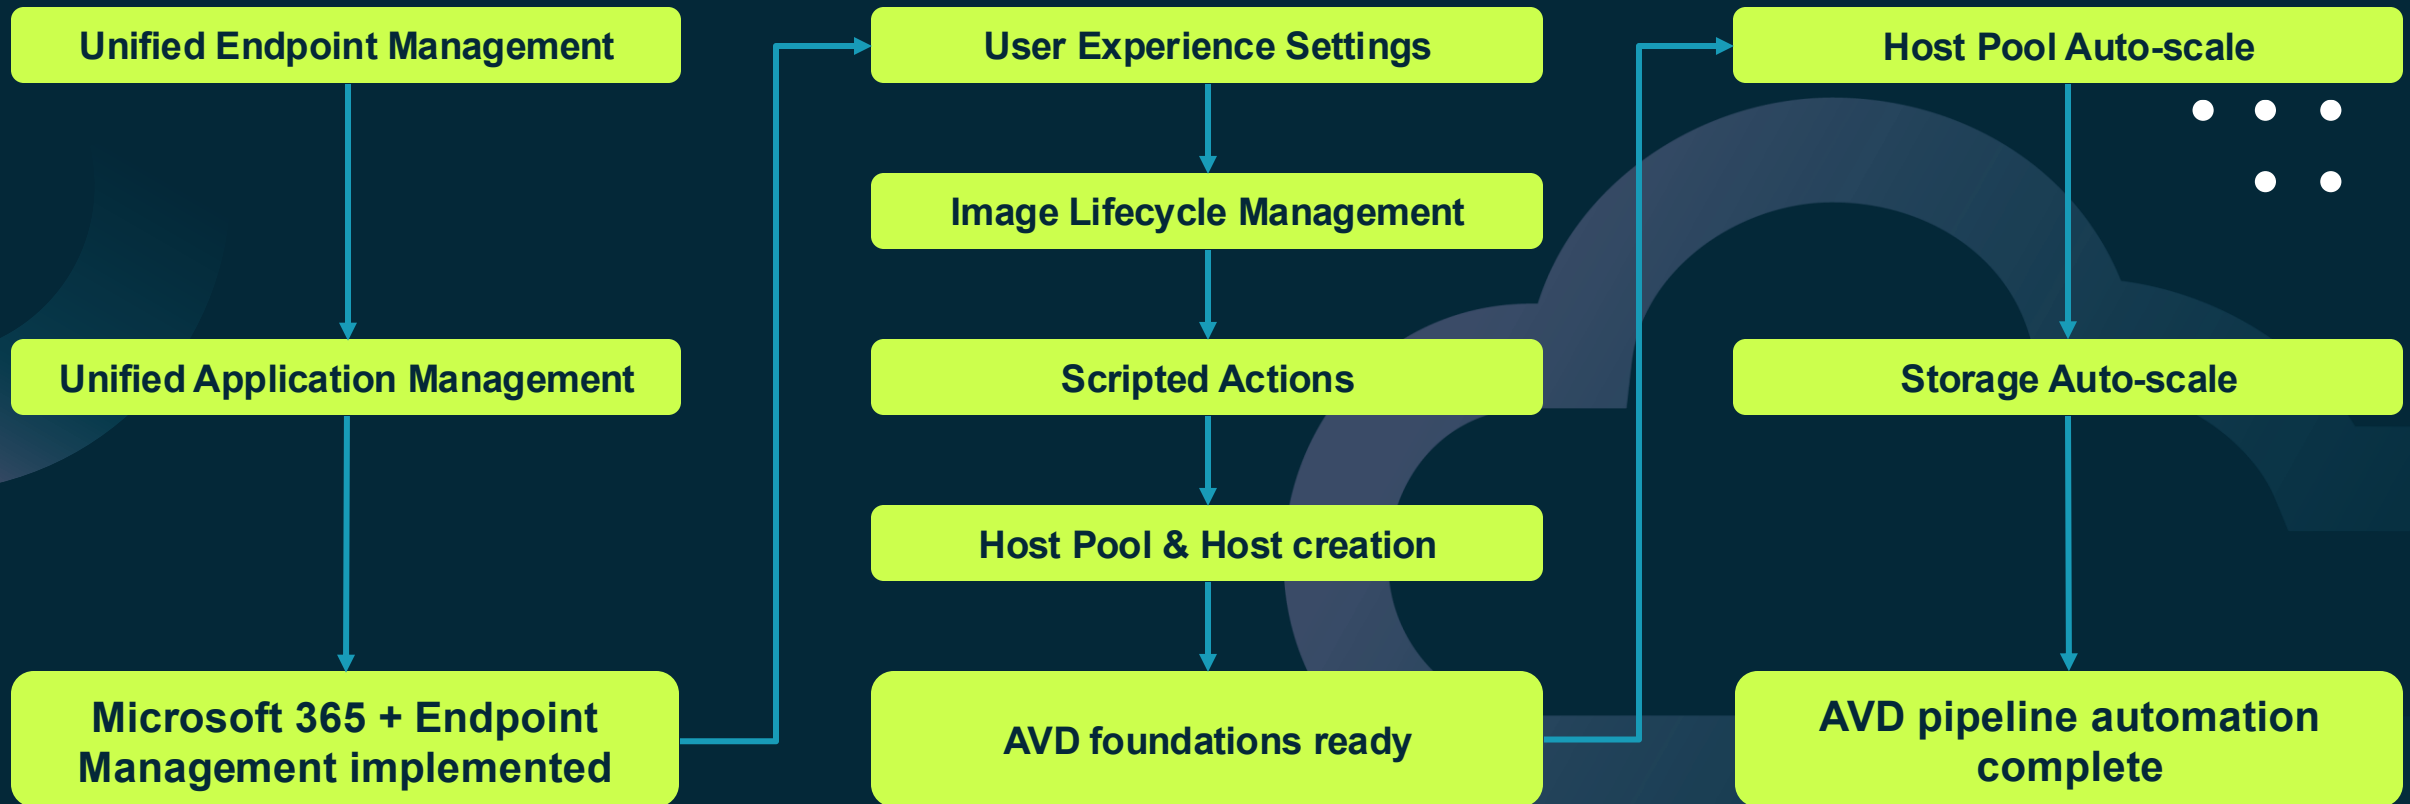 Unified Endpoint Management
Unified Application Management
Microsoft 365 + Endpoint
Management implemented
User Experience Settings
Image Lifecycle Management
Scripted Actions
Host Pool & Host creation
AVD foundations ready
Host Pool Auto-scale
Storage Auto-scale
AVD pipeline automation
complete